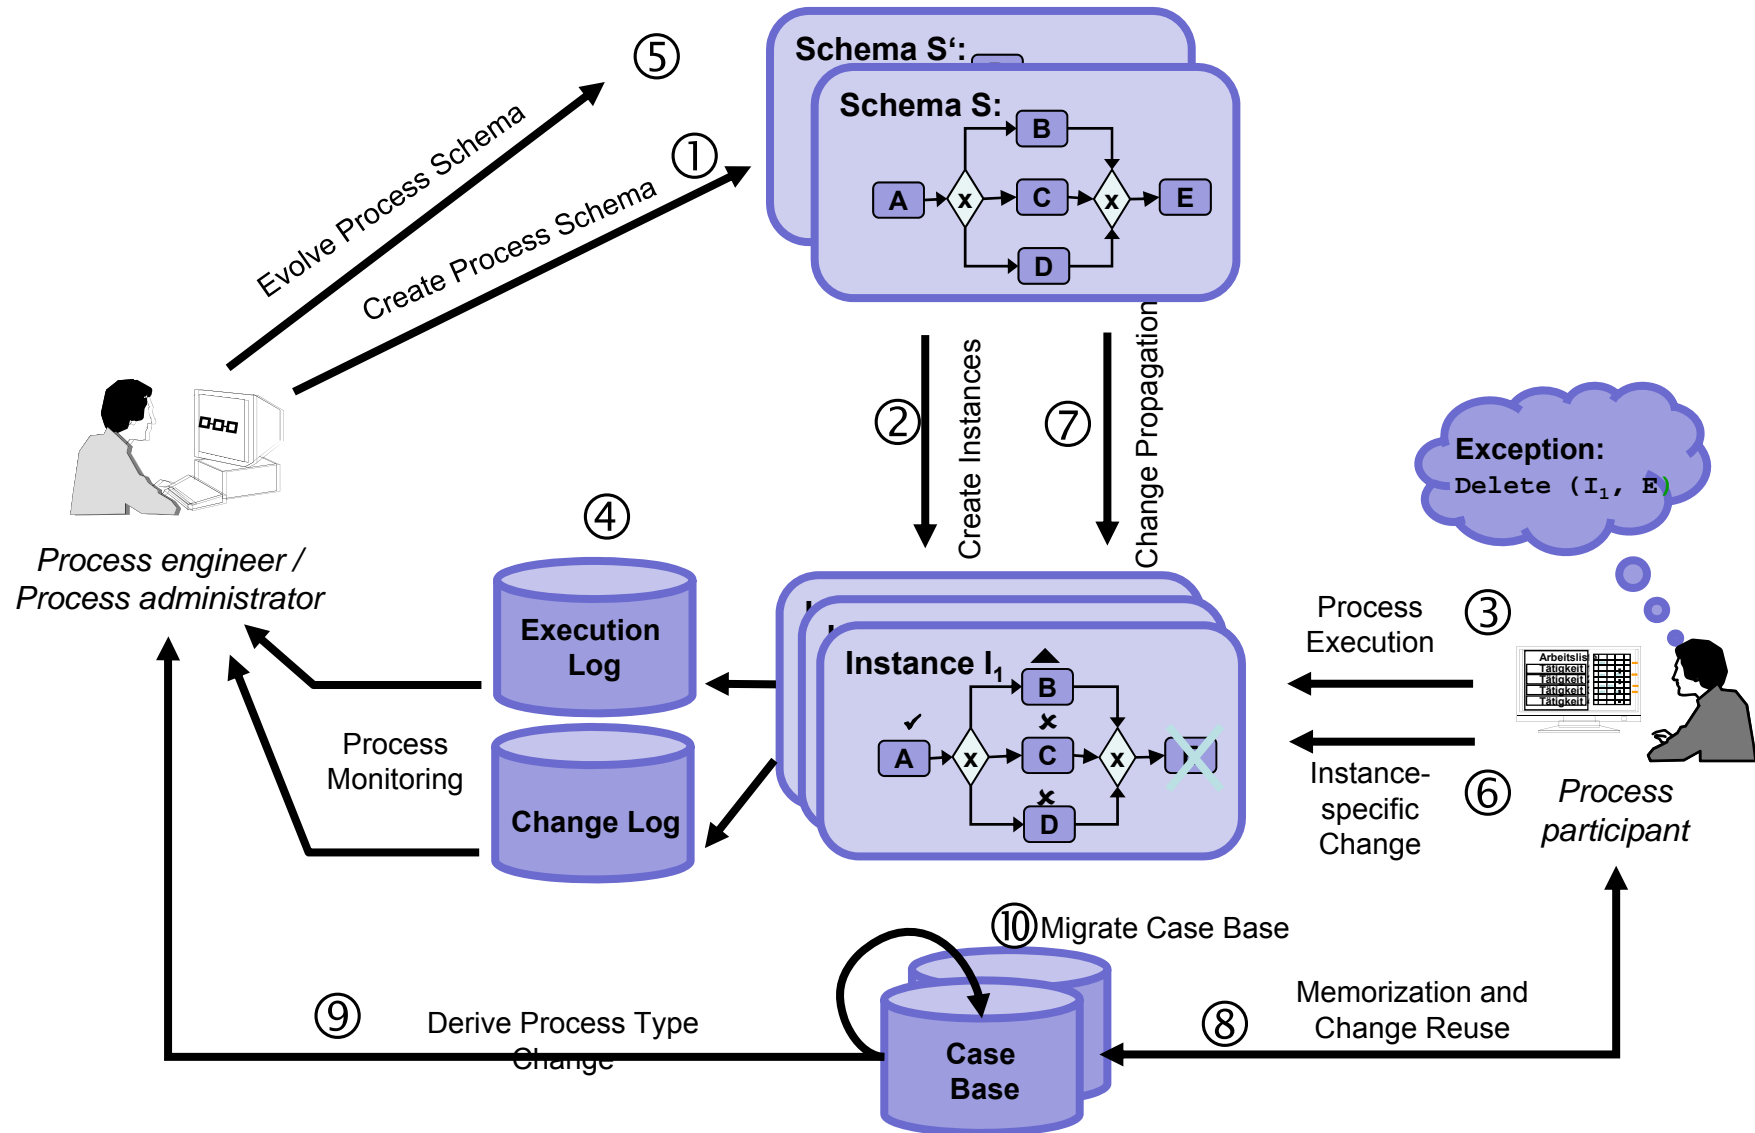 ⑤
Schema S‘:
Evolve Process Schema
①
Create Process Schema
Schema S:
B
A
x
C
x
E
D
②
Create Instances
⑦
Change Propagation
Exception:
Delete (I1, E)
④
Process engineer /
Process administrator
Execution
Log
Process
Monitoring
Change Log
Instance I1
B
A
x
C
x
D
Process
Execution
③
Arbeitslis
Tätigkeit
Tätigkeit
Tätigkeit
Tätigkeit
Instance-
specific
Change
⑥
Process
participant
⑩
Migrate Case Base
⑨
Derive Process Type
Change
Case
Base
⑧
Memorization and
Change Reuse